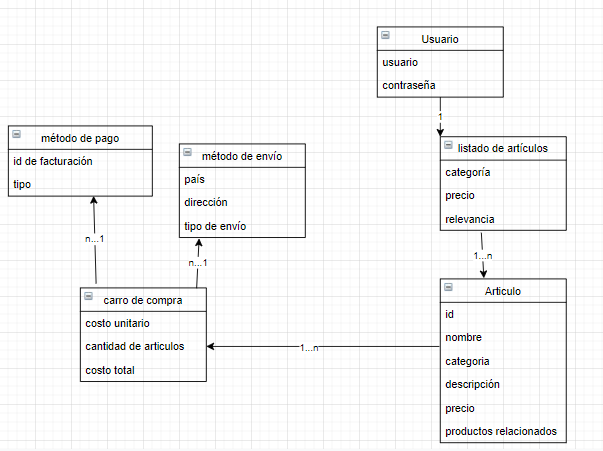 Usuario
usuario
contraseña
1
listado de artículos
categoría
precio
relevancia
1...n
Articulo
id
nombre
categoria
descripción
precio
productos relacionados
1...n
carro de compra
costo unitario
cantidad de articulos
costo total
n...1
método de pago
id de facturación
tipo
n...1
método de envío
país
dirección
tipo de envío